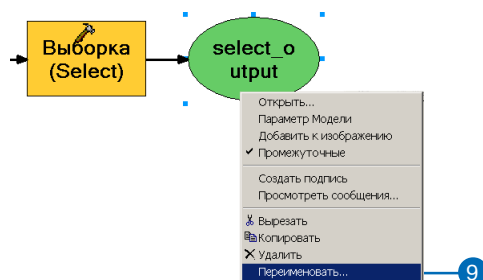 Выборка
(Select)
select_o
utput
Открыть...
Параметр Модели
Добавить к изображению
Промежуточные
Создать подпись
Просмотреть сообщения...
Вырезать
Копировать
Удалить
Переименовать...
9